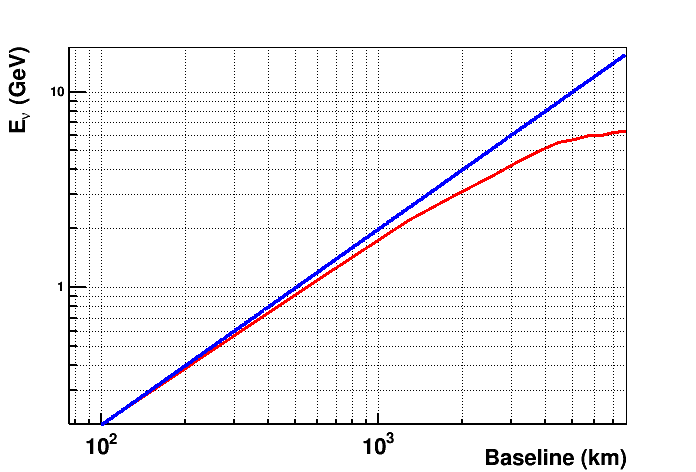 E_ν (GeV)
10
1
10²
10³
Baseline (km)